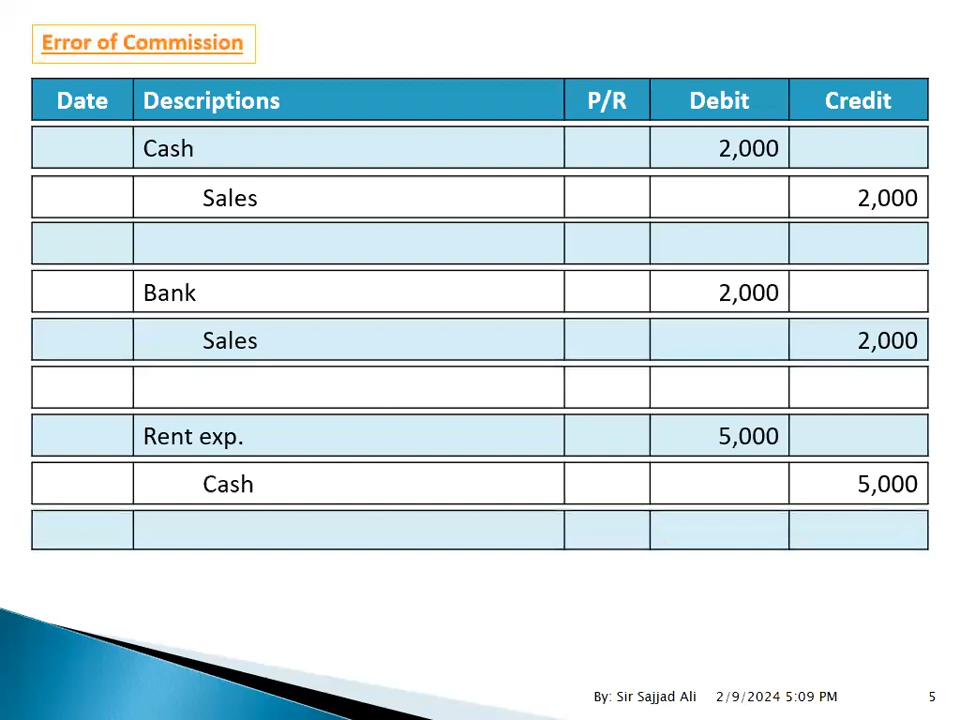 Error of Commission
Date Descriptions P/R Debit Credit
Cash 2,000
Sales 2,000
Bank 2,000
Sales 2,000
Rent exp. 5,000
Cash 5,000
By: Sir Sajjad Ali 2/9/2024 5:09 PM 5